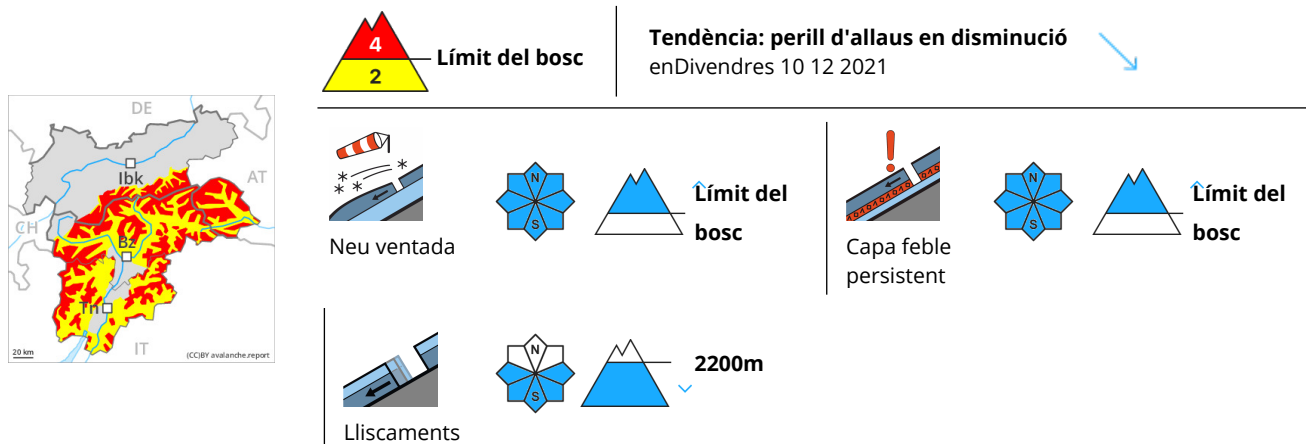 4
2
Límit del bosc
Tendència: perill d'allaus en disminució
enDivendres 10 12 2021
DE
Ibk
AT
CH
Bz
Tn
IT
20 km
(CC)BY avalanche.report
N
S
Límit del
bosc
Neu ventada
N
S
Límit del
bosc
Capa feble
persistent
N
S
2200m
Lliscaments